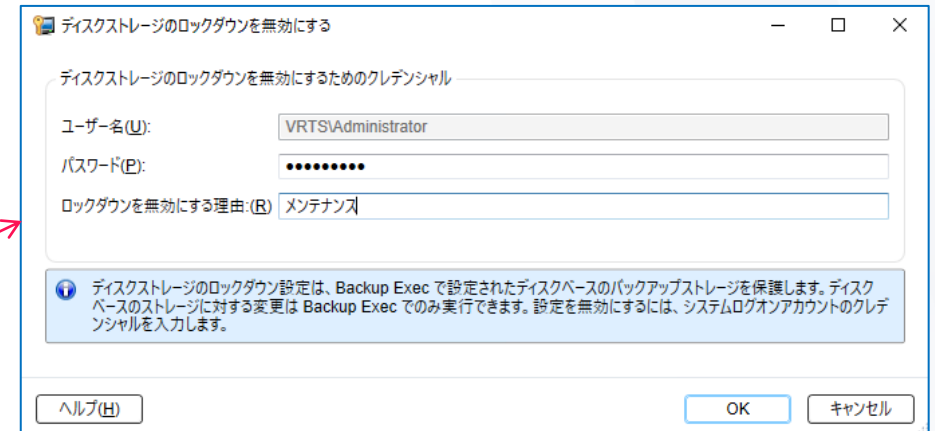 ディスクストレージのロックダウンを無効にする
ディスクストレージのロックダウンを無効にするためのクレデンシャル
ユーザー名(U):
VRTS\Administrator
パスワード(P):
•••••••••
ロックダウンを無効にする理由:(R)
メンテナンス
ディスクストレージのロックダウン設定は、Backup Exec で設定されたディスクベースのバックアップストレージを保護します。ディスク
ベースのストレージに対する変更は Backup Exec でのみ実行できます。設定を無効にするには、システムログオンアカウントのクレデ
ンシャルを入力します。
ヘルプ(H)
OK
キャンセル